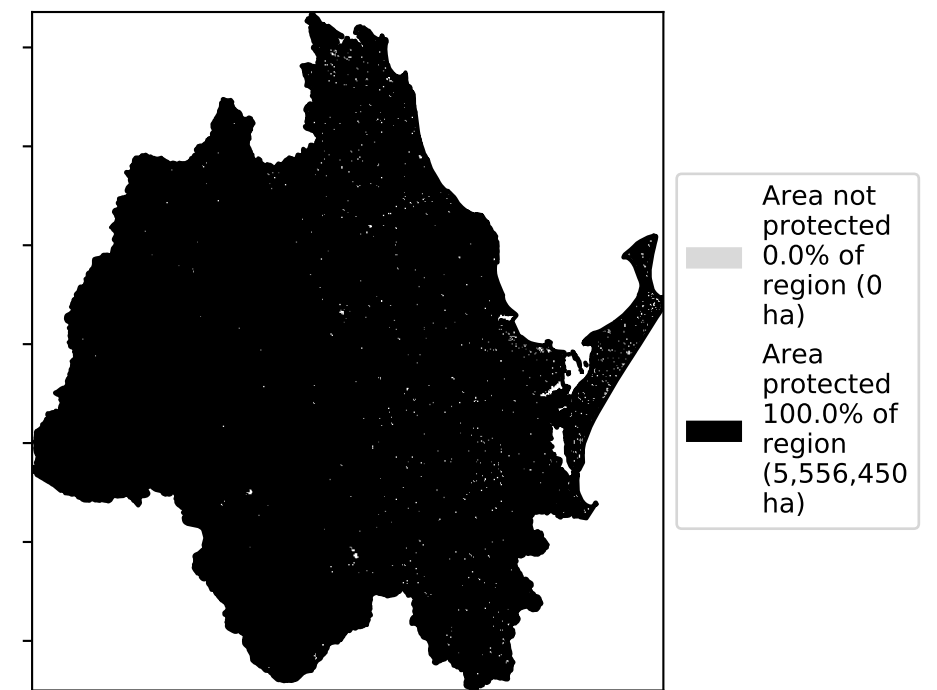 Area not
protected
0.0% of
region (0
ha)
Area
protected
100.0% of
region
(5,556,450
ha)